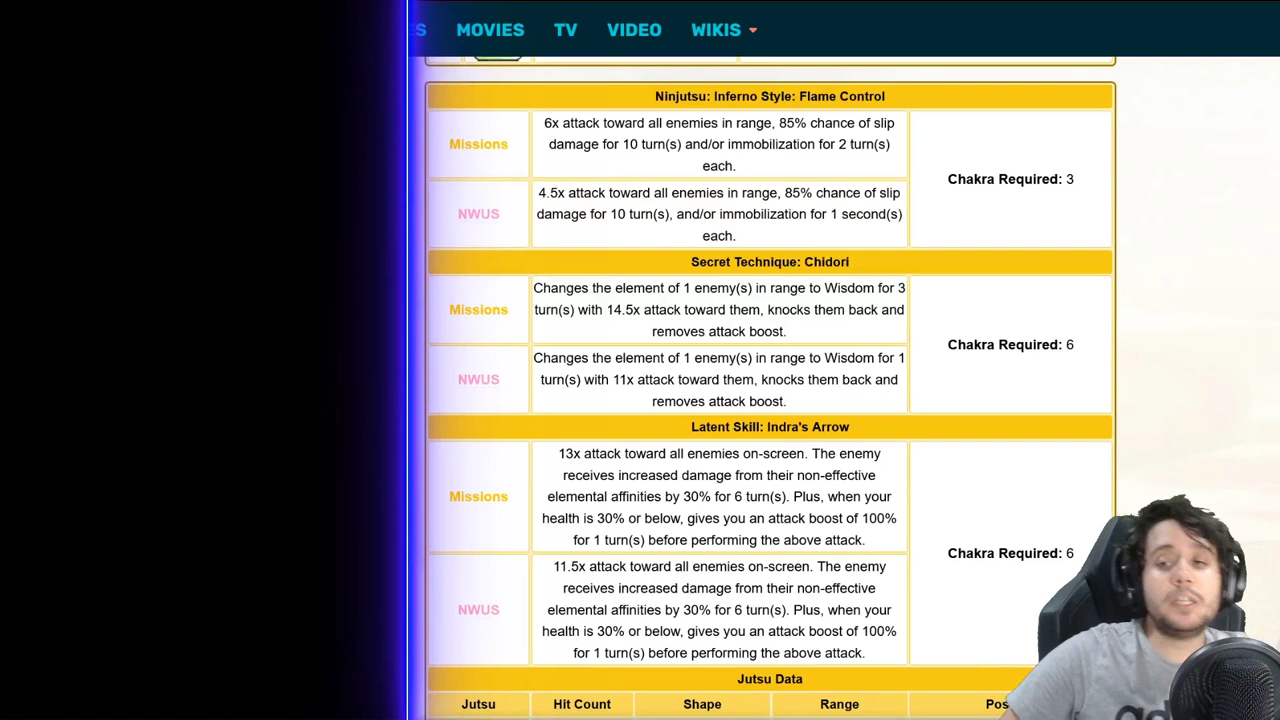 S MOVIES TV VIDEO WIKIS
Ninjutsu: Inferno Style: Flame Control
Missions
6x attack toward all enemies in range, 85% chance of slip
damage for 10 turn(s) and/or immobilization for 2 turn(s)
each.
Chakra Required: 3
NWUS
4.5x attack toward all enemies in range, 85% chance of slip
damage for 10 turn(s), and/or immobilization for 1 second(s)
each.
Secret Technique: Chidori
Missions
Changes the element of 1 enemy(s) in range to Wisdom for 3
turn(s) with 14.5x attack toward them, knocks them back and
removes attack boost.
Chakra Required: 6
NWUS
Changes the element of 1 enemy(s) in range to Wisdom for 1
turn(s) with 11x attack toward them, knocks them back and
removes attack boost.
Latent Skill: Indra's Arrow
Missions
13x attack toward all enemies on-screen. The enemy
receives increased damage from their non-effective
elemental affinities by 30% for 6 turn(s). Plus, when your
health is 30% or below, gives you an attack boost of 100%
for 1 turn(s) before performing the above attack.
Chakra Required: 6
NWUS
11.5x attack toward all enemies on-screen. The enemy
receives increased damage from their non-effective
elemental affinities by 30% for 6 turn(s). Plus, when your
health is 30% or below, gives you an attack boost of 100%
for 1 turn(s) before performing the above attack.
Jutsu Data
Jutsu Hit Count Shape Range Pos